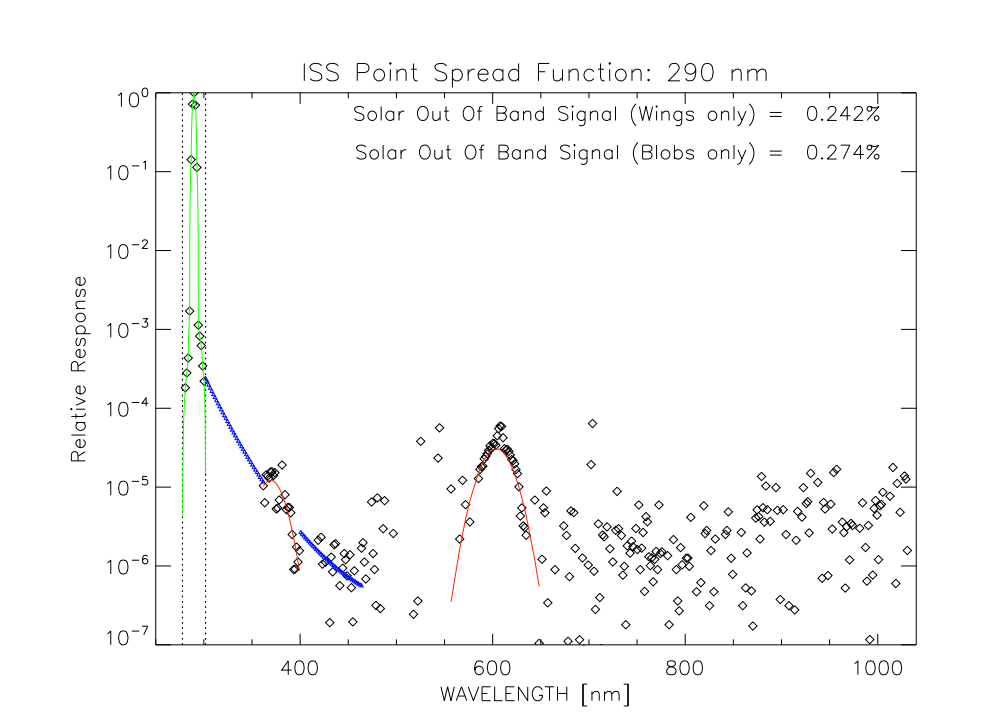 ISS Point Spread Function: 290 nm
Solar Out Of Band Signal (Wings only) = 0.242%
Solar Out Of Band Signal (Blobs only) = 0.274%
Relative Response
10^0
10^-1
10^-2
10^-3
10^-4
10^-5
10^-6
10^-7
400 600 800 1000
WAVELENGTH [nm]